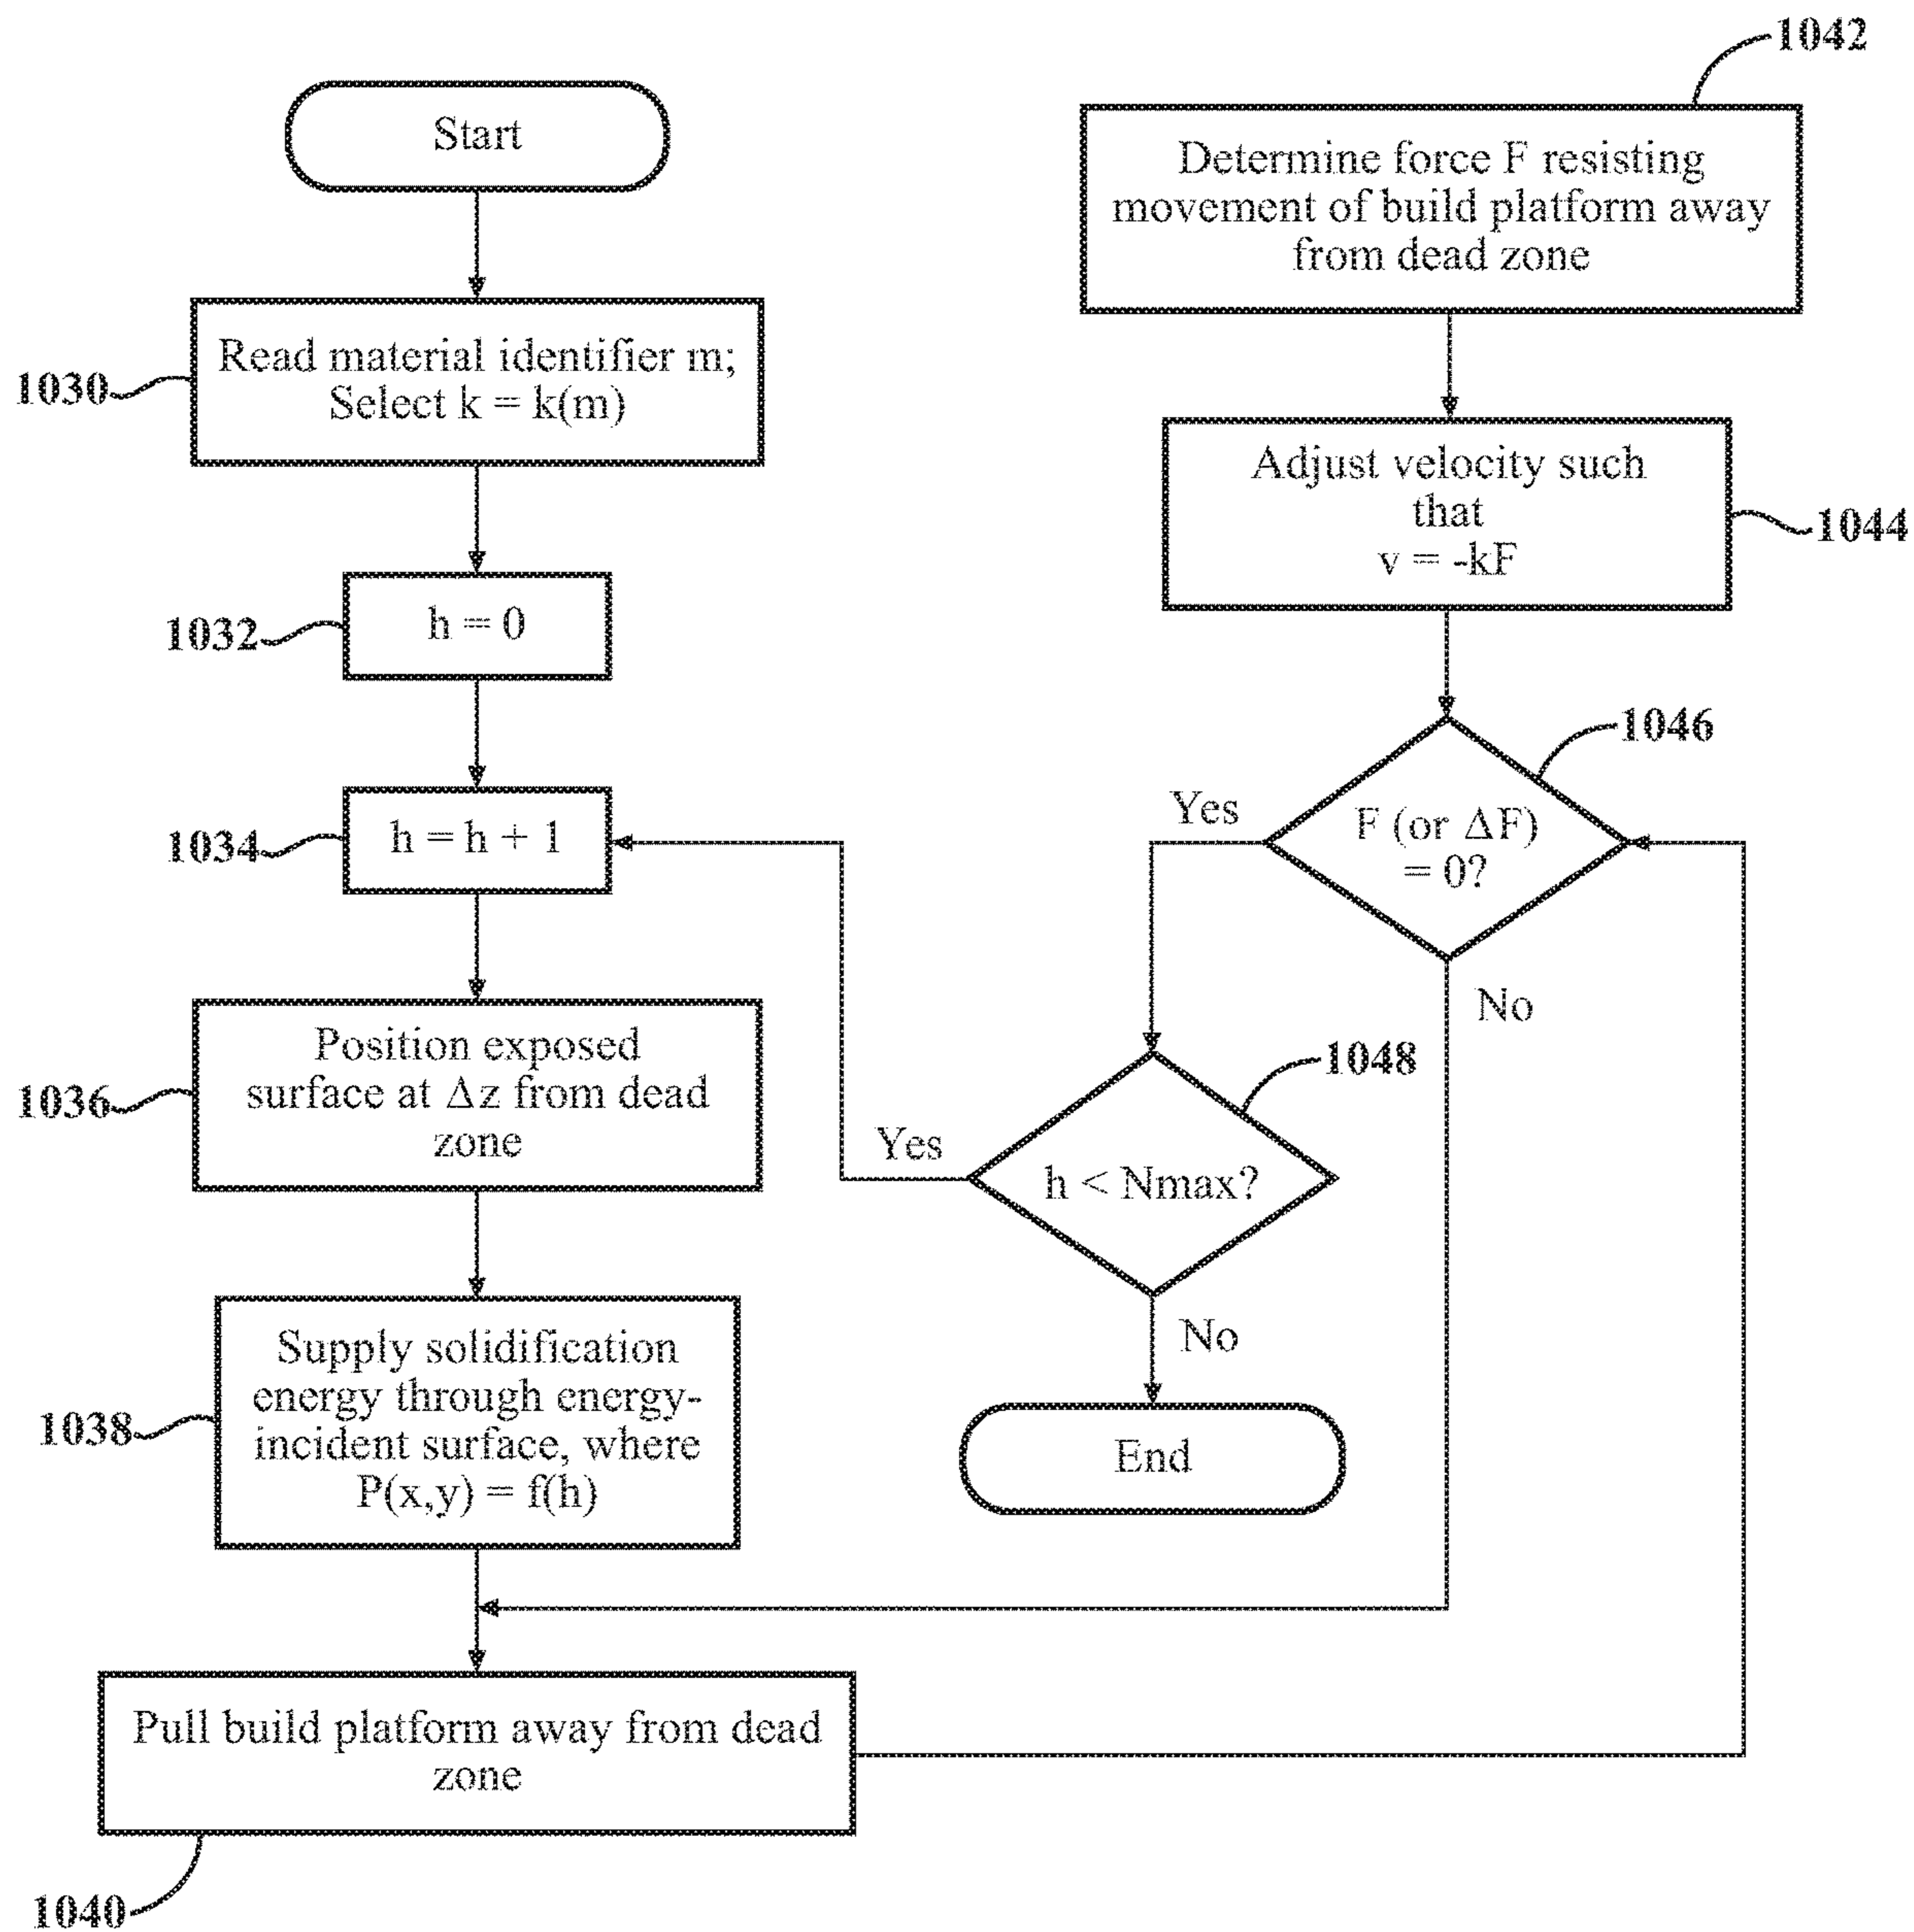 Start
1030
Read material identifier m;
Select k = k(m)
1032
h = 0
1034
h = h + 1
1036
Position exposed
surface at Δz from dead
zone
1038
Supply solidification
energy through energy-
incident surface, where
P(x,y) = f(h)
Pull build platform away from dead
zone
1040
1042
Determine force F resisting
movement of build platform away
from dead zone
Adjust velocity such
that
v = -kF
1044
1046
F (or ΔF)
= 0?
Yes
No
1048
h < Nmax?
Yes
No
End